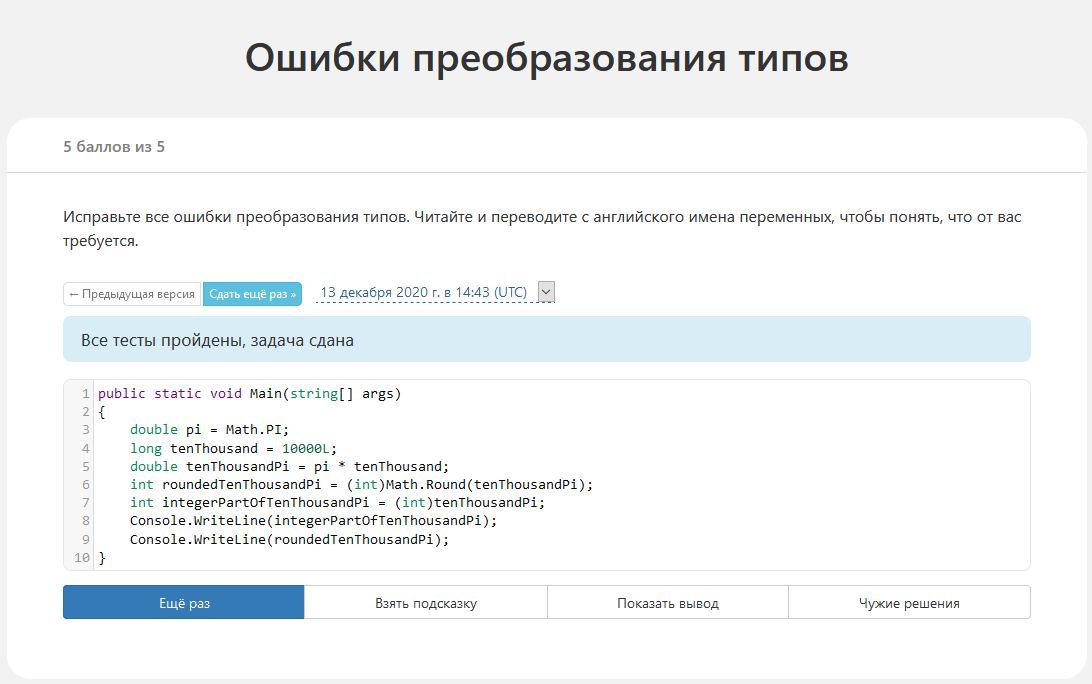 Ошибки преобразования типов
5 баллов из 5
Исправьте все ошибки преобразования типов. Читайте и переводите с английского имена переменных, чтобы понять, что от вас
требуется.
← Предыдущая версия Сдать ещё раз » 13 декабря 2020 г. в 14:43 (UTC)
Все тесты пройдены, задача сдана
1 public static void Main(string[] args)
2 {
3     double pi = Math.PI;
4     long tenThousand = 10000L;
5     double tenThousandPi = pi * tenThousand;
6     int roundedTenThousandPi = (int)Math.Round(tenThousandPi);
7     int integerPartOfTenThousandPi = (int)tenThousandPi;
8     Console.WriteLine(integerPartOfTenThousandPi);
9     Console.WriteLine(roundedTenThousandPi);
10 }
Ещё раз Взять подсказку Показать вывод Чужие решения